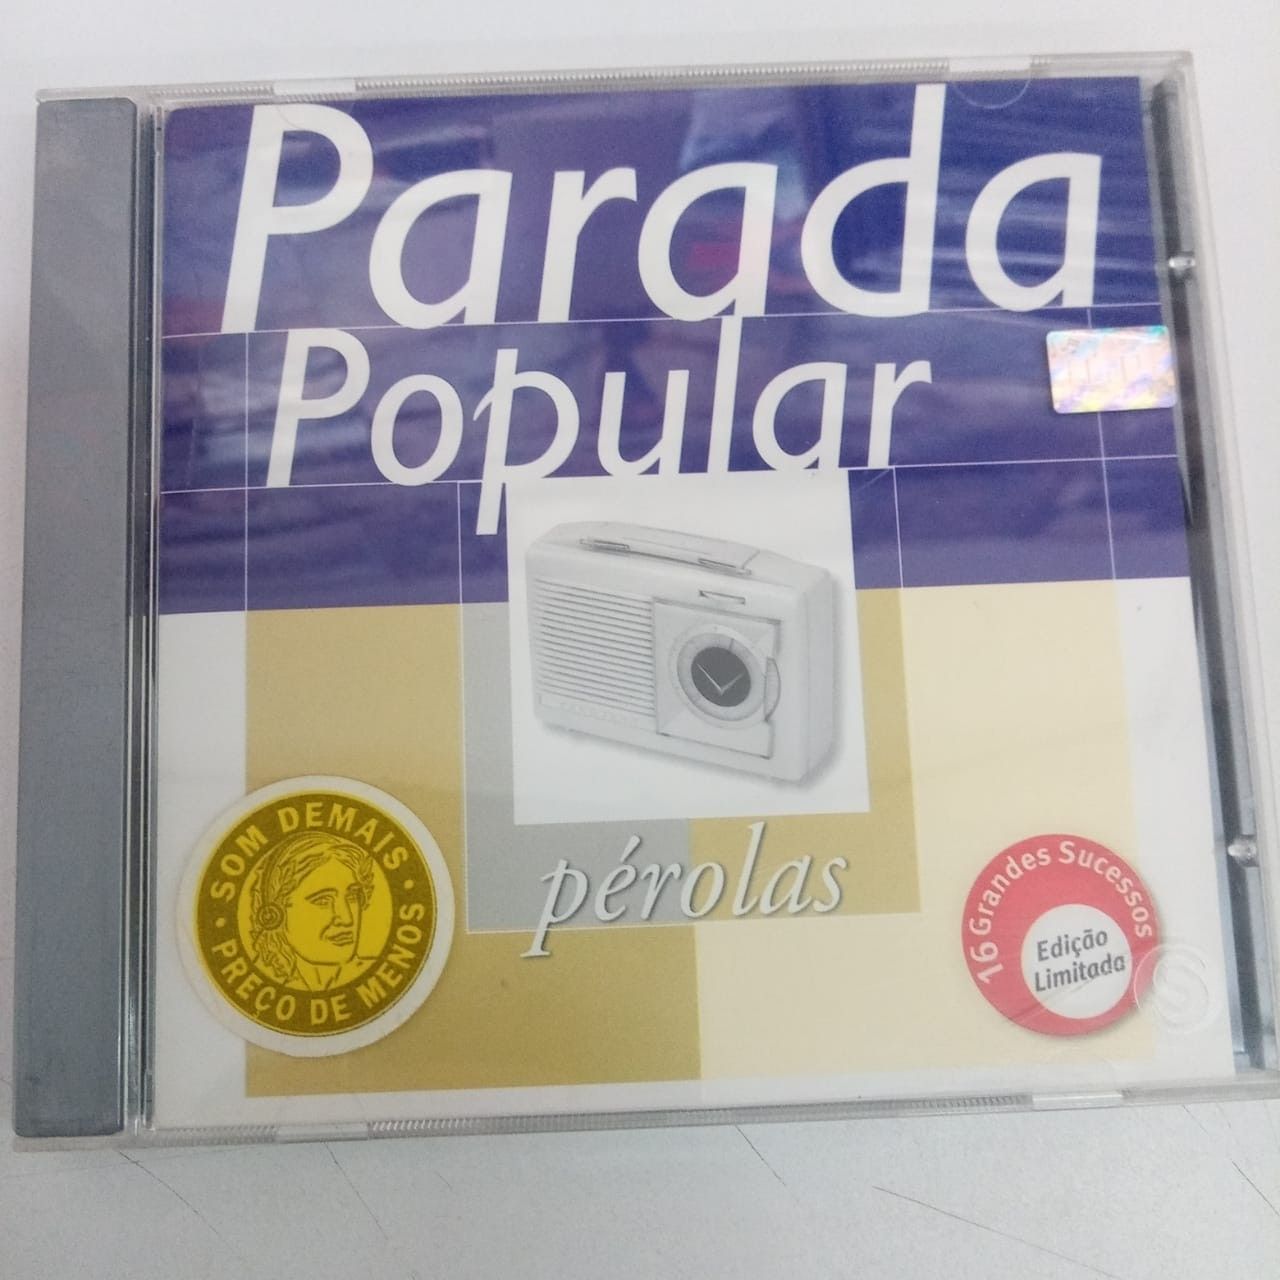 Parada
Popular
pérolas
SOM DEMAIS
PREÇO DE MENOS
16 Grandes Sucessos
Edição
Limitada